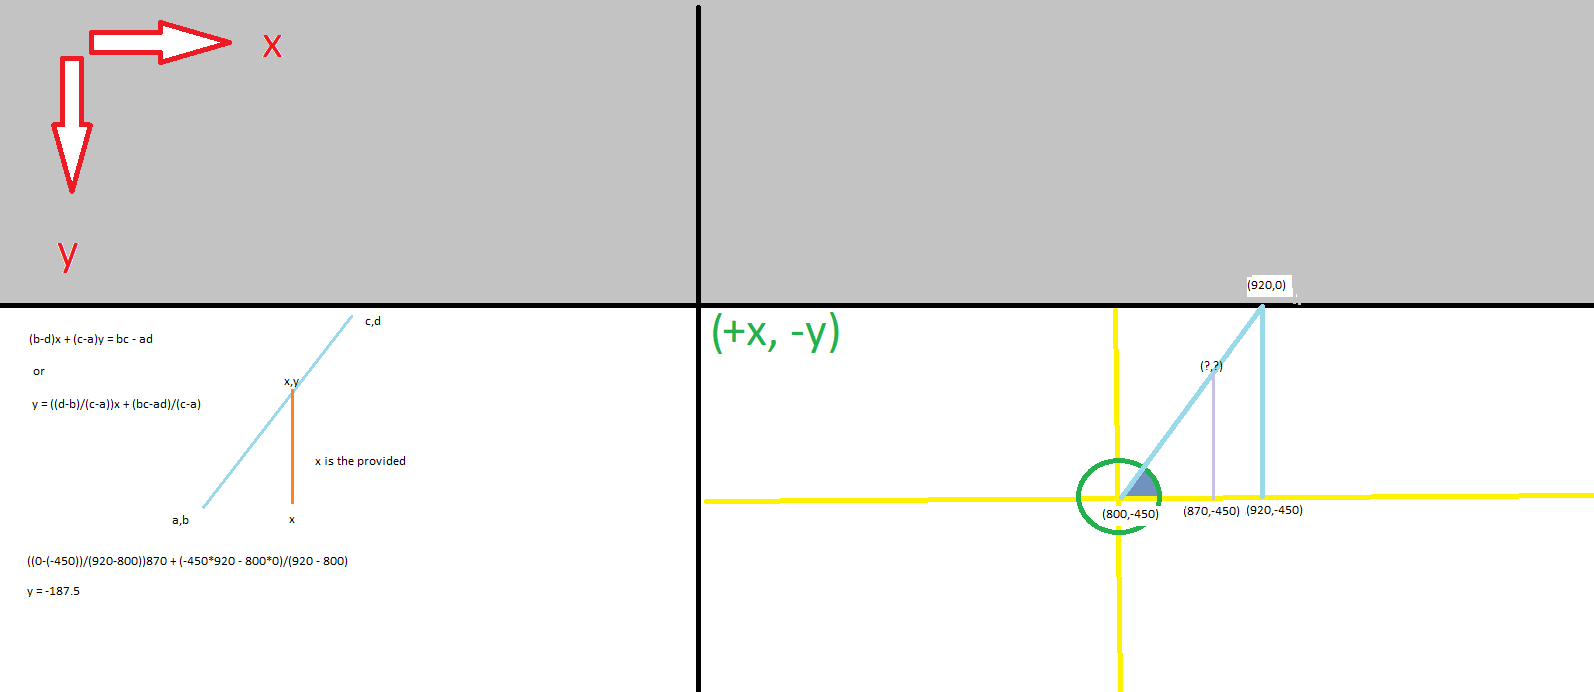 x
y
(920,0)
(b-d)x + (c-a)y = bc - ad
or
y = ((d-b)/(c-a))x + (bc-ad)/(c-a)
c,d
x,y
x is the provided
a,b
x
((0-(-450))/(920-800))870 + (-450*920 - 800*0)/(920 - 800)
y = -187.5
(+x, -y)
(?,?)
(800,-450)
(870,-450)
(920,-450)